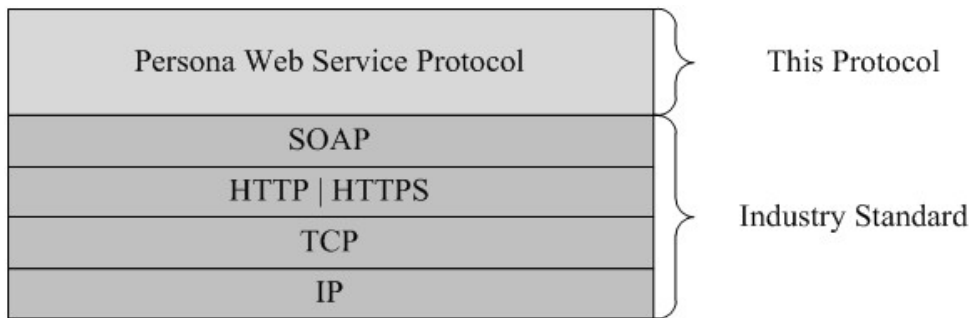 Persona Web Service Protocol
This Protocol
SOAP
HTTP | HTTPS
TCP
IP
Industry Standard